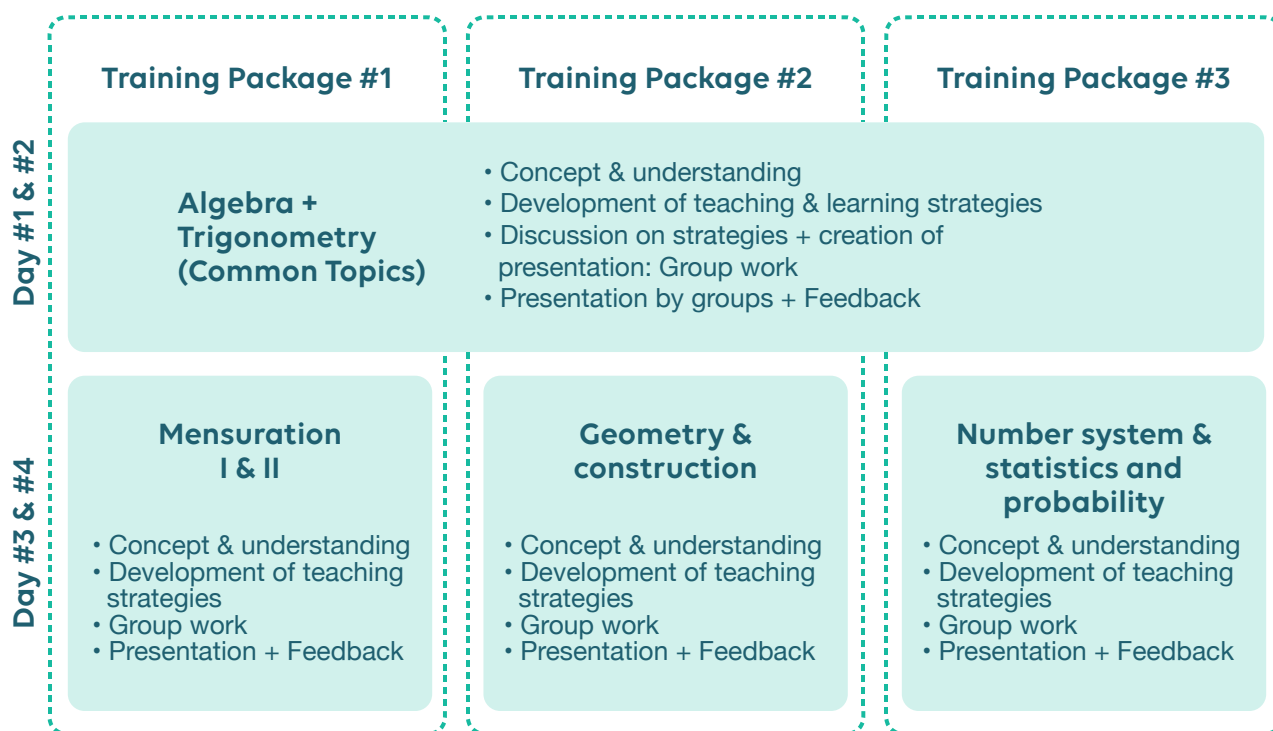 Training Package #1
Training Package #2
Training Package #3
Day #1 & #2
Algebra +
Trigonometry
(Common Topics)
• Concept & understanding
• Development of teaching & learning strategies
• Discussion on strategies + creation of
presentation: Group work
• Presentation by groups + Feedback
Day #3 & #4
Mensuration
I & II
• Concept & understanding
• Development of teaching
strategies
• Group work
• Presentation + Feedback
Geometry &
construction
• Concept & understanding
• Development of teaching
strategies
• Group work
• Presentation + Feedback
Number system &
statistics and
probability
• Concept & understanding
• Development of teaching
strategies
• Group work
• Presentation + Feedback